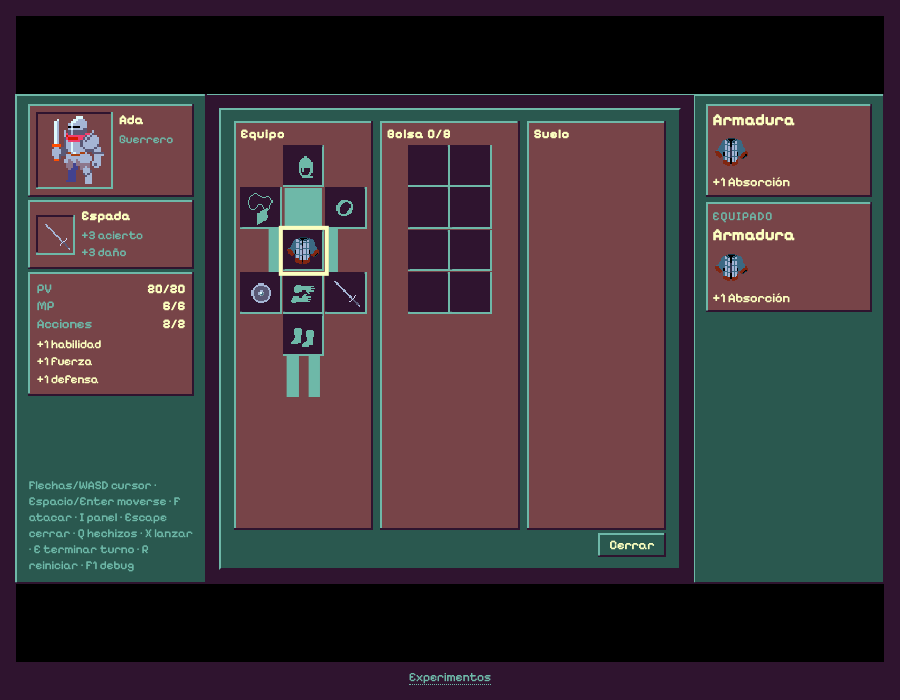 Ada
Guerrero
Espada
+3 acierto
+3 daño
PV 80/80
MP 6/6
Acciones 8/8
+1 habilidad
+1 fuerza
+1 defensa
Flechas/WASD cursor ·
Espacio/Enter moverse · F
atacar · I panel · Escape
cerrar · Q hechizos · X lanzar
· E terminar turno · R
reiniciar · F1 debug
Equipo
Bolsa 0/8
Suelo
Cerrar
Armadura
+1 Absorción
EQUIPADO
Armadura
+1 Absorción
Experimentos